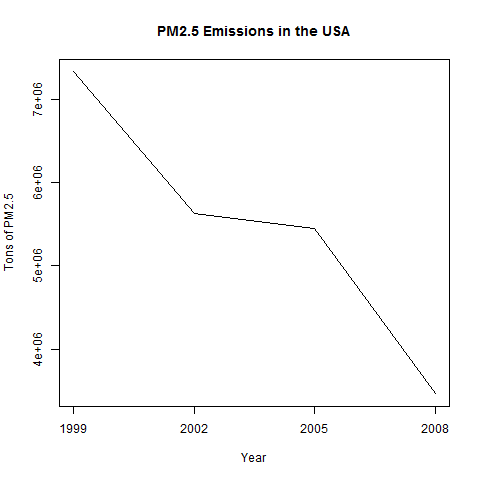 PM2.5 Emissions in the USA
7e+06
6e+06
5e+06
4e+06
Tons of PM2.5
1999 2002 2005 2008
Year